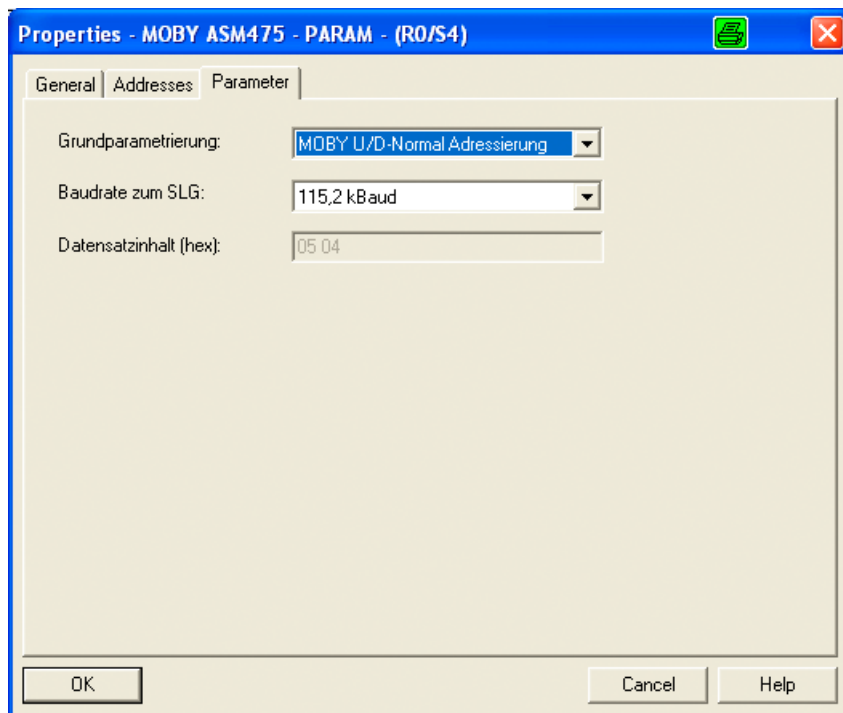 Properties - MOBY ASM475 - PARAM - (R0/S4)
General Addresses Parameter
Grundparametrierung: MOBY U/D-Normal Adressierung
Baudrate zum SLG: 115,2 kBaud
Datensatzinhalt (hex): 05 04
OK Cancel Help